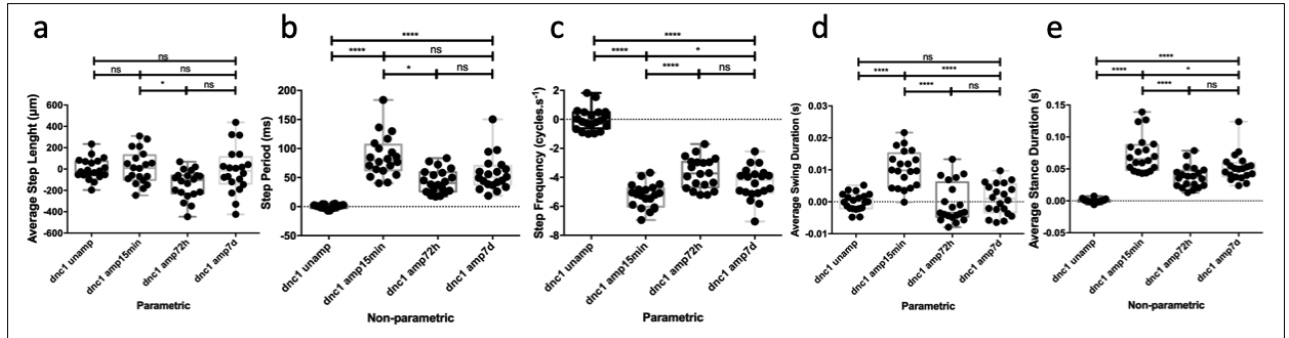 a
ns
ns
ns
*
ns
Average Step Lenght (μm)
600
400
200
0
-200
-400
-600
dnc1 unamp
dnc1 amp15min
dnc1 amp72h
dnc1 amp7d
Parametric
b
****
****
ns
*
ns
Step Period (ms)
200
150
100
50
0
-50
dnc1 unamp
dnc1 amp15min
dnc1 amp72h
dnc1 amp7d
Non-parametric
c
****
****
*
****
ns
Step Frequency (cycles.s⁻¹)
2
0
-2
-4
-6
-8
dnc1 unamp
dnc1 amp15min
dnc1 amp72h
dnc1 amp7d
Parametric
d
ns
****
****
****
ns
Average Swing Duration (s)
0.03
0.02
0.01
0.00
-0.01
dnc1 unamp
dnc1 amp15min
dnc1 amp72h
dnc1 amp7d
Parametric
e
****
****
*
****
ns
Average Stance Duration (s)
0.15
0.10
0.05
0.00
-0.05
dnc1 unamp
dnc1 amp15min
dnc1 amp72h
dnc1 amp7d
Non-parametric